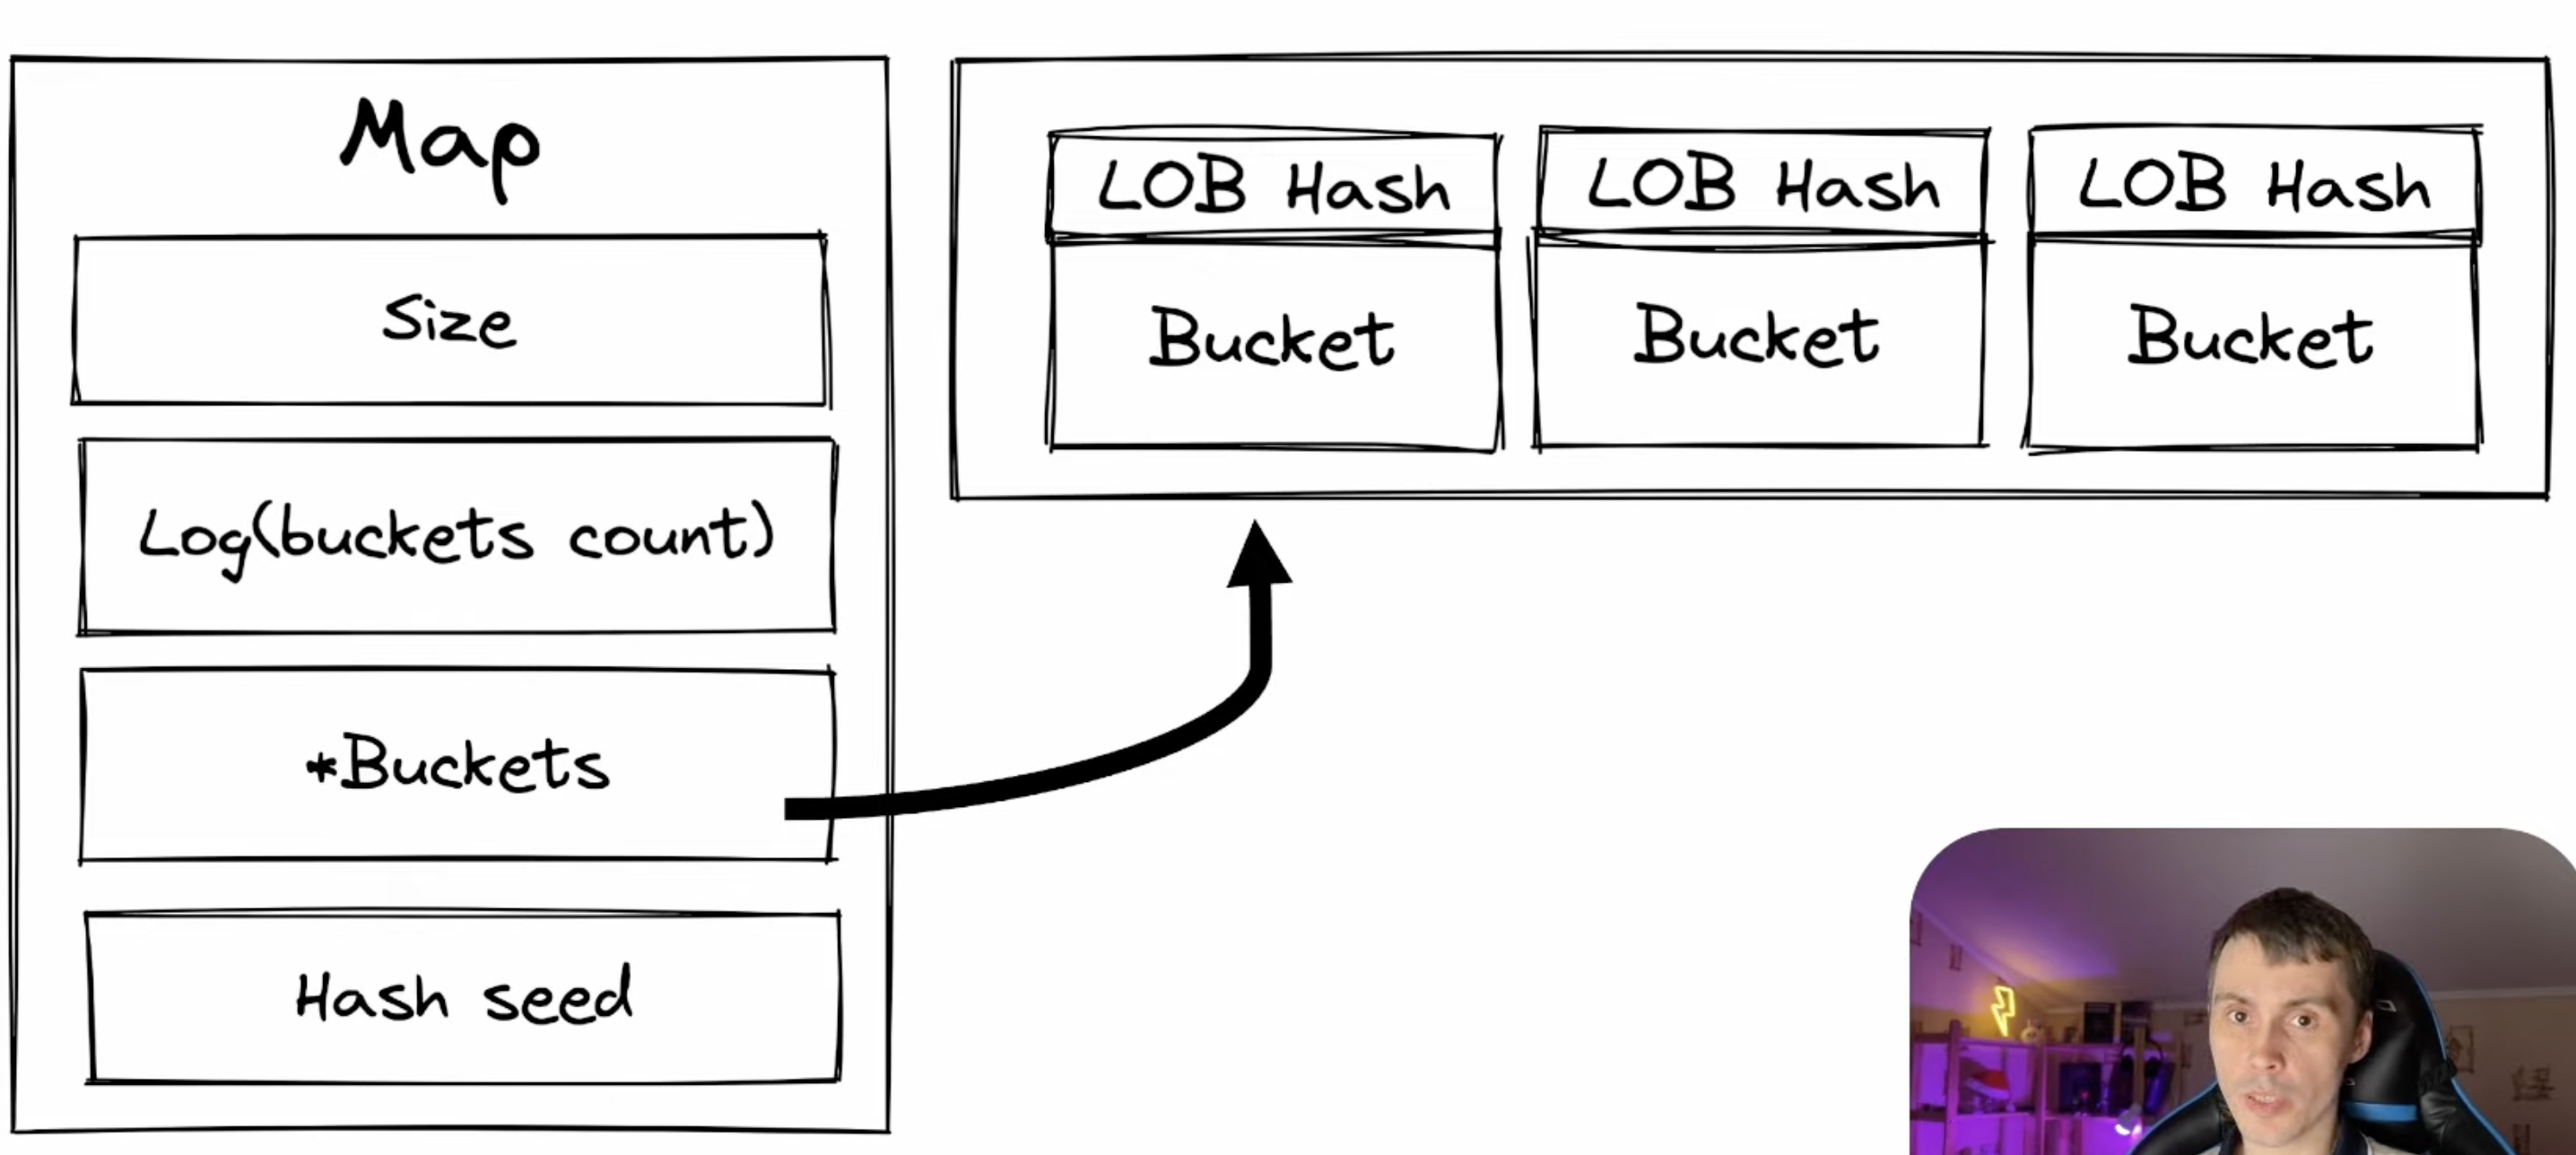 Map
Size
Log(buckets count)
*Buckets
Hash seed
LOB Hash
LOB Hash
LOB Hash
Bucket
Bucket
Bucket